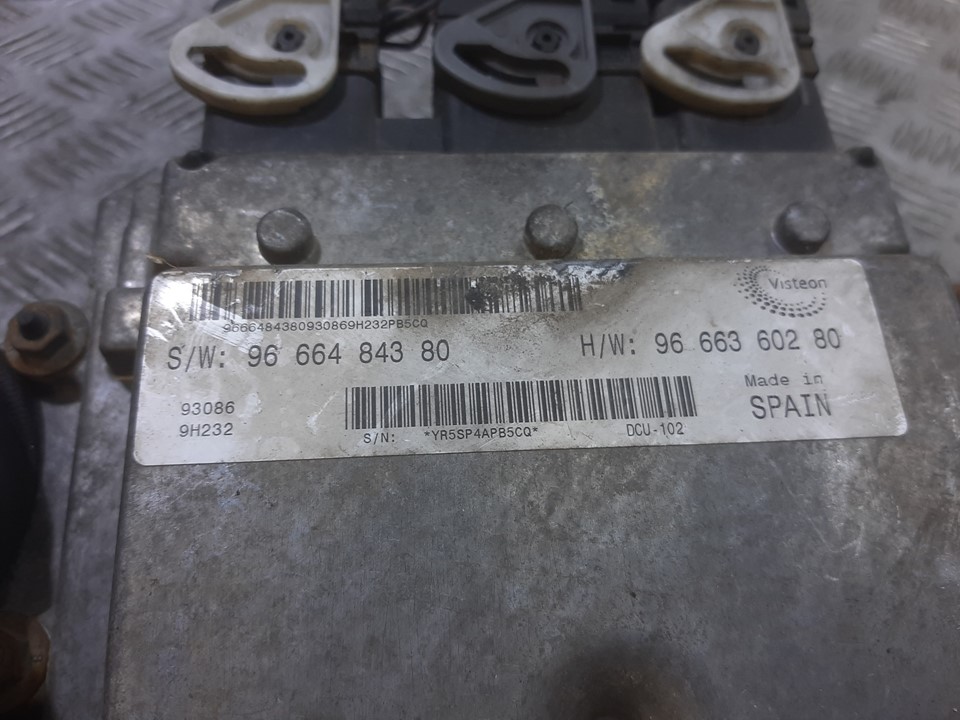 Visteon
9666484380930869H232PB5CQ
S/W: 96 664 843 80
H/W: 96 663 602 80
Made in
SPAIN
93086
9H232
S/N: *YR5SP4APB5CQ*
DCU-102